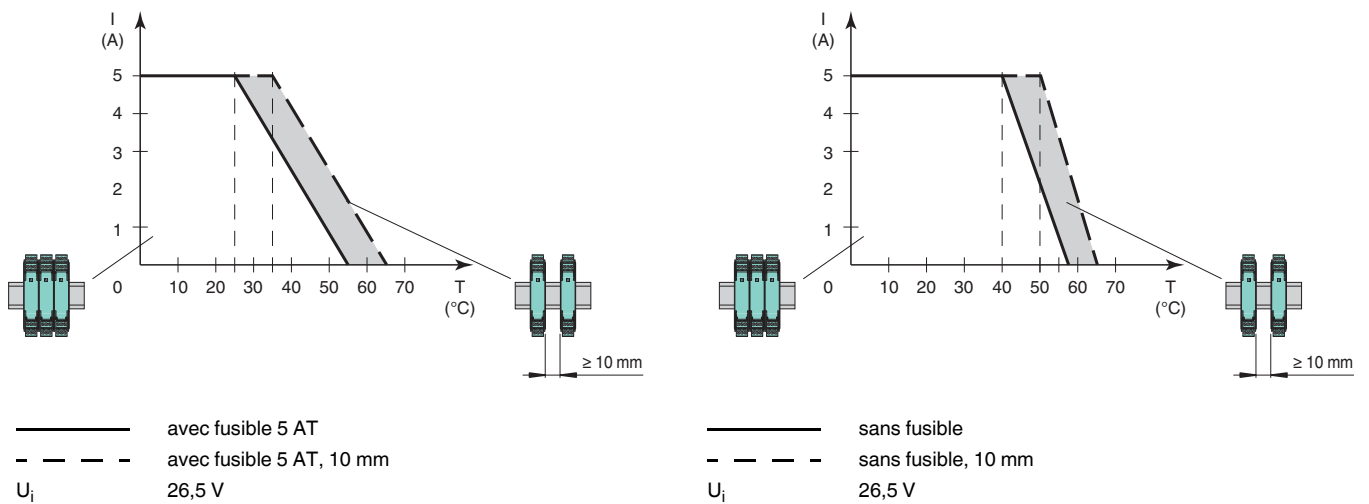 I
(A)
5
4
3
2
1
0
10 20 30 40 50 60 70 T
(°C)
≥ 10 mm
avec fusible 5 AT
avec fusible 5 AT, 10 mm
Ui 26,5 V
I
(A)
5
4
3
2
1
0
10 20 30 40 50 60 70 T
(°C)
≥ 10 mm
sans fusible
sans fusible, 10 mm
Ui 26,5 V